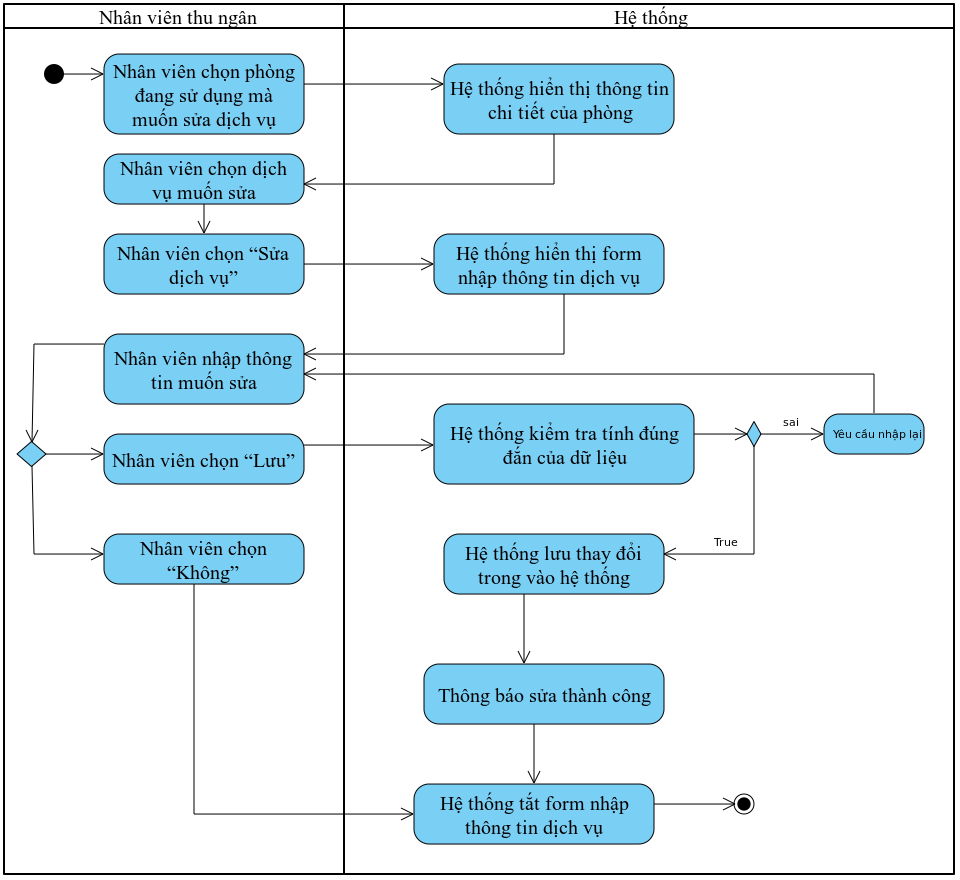 Nhân viên thu ngân
Hệ thống
Nhân viên chọn phòng
đang sử dụng mà
muốn sửa dịch vụ
Hệ thống hiển thị thông tin
chi tiết của phòng
Nhân viên chọn dịch
vụ muốn sửa
Nhân viên chọn “Sửa
dịch vụ”
Hệ thống hiển thị form
nhập thông tin dịch vụ
Nhân viên nhập thông
tin muốn sửa
Nhân viên chọn “Lưu”
Hệ thống kiểm tra tính đúng
đắn của dữ liệu
sai
Yêu cầu nhập lại
Nhân viên chọn
“Không”
Hệ thống lưu thay đổi
trong vào hệ thống
True
Thông báo sửa thành công
Hệ thống tắt form nhập
thông tin dịch vụ